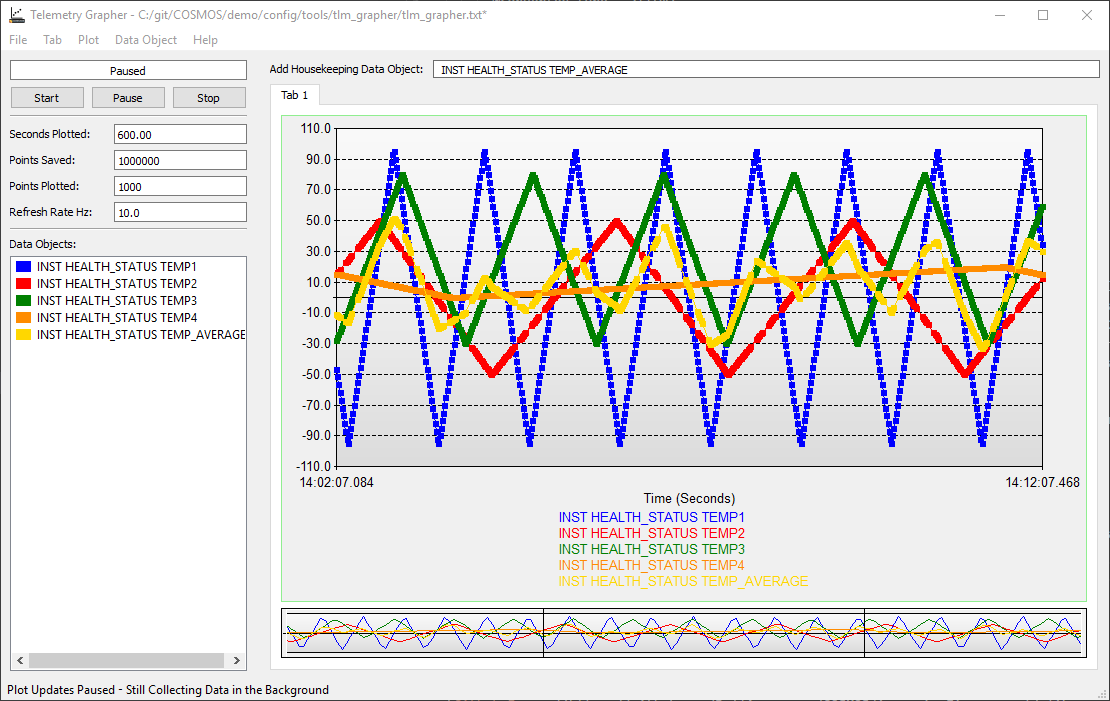 Telemetry Grapher - C:/git/COSMOS/demo/config/tools/tlm_grapher/tlm_grapher.txt*
File Tab Plot Data Object Help
Paused
Start Pause Stop
Seconds Plotted: 600.00
Points Saved: 1000000
Points Plotted: 1000
Refresh Rate Hz: 10.0
Data Objects:
INST HEALTH_STATUS TEMP1
INST HEALTH_STATUS TEMP2
INST HEALTH_STATUS TEMP3
INST HEALTH_STATUS TEMP4
INST HEALTH_STATUS TEMP_AVERAGE
Add Housekeeping Data Object: INST HEALTH_STATUS TEMP_AVERAGE
Tab 1
110.0
90.0
70.0
50.0
30.0
10.0
-10.0
-30.0
-50.0
-70.0
-90.0
-110.0
14:02:07.084 14:12:07.468
Time (Seconds)
INST HEALTH_STATUS TEMP1
INST HEALTH_STATUS TEMP2
INST HEALTH_STATUS TEMP3
INST HEALTH_STATUS TEMP4
INST HEALTH_STATUS TEMP_AVERAGE
Plot Updates Paused - Still Collecting Data in the Background